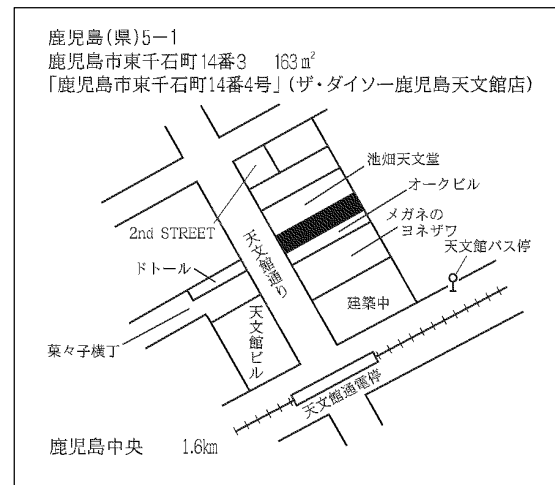 鹿児島(県)5−1
鹿児島市東千石町14番3　163㎡
「鹿児島市東千石町14番4号」(ザ・ダイソー鹿児島天文館店)
池畑天文堂
オークビル
メガネの
ヨネザワ
天文館バス停
2nd STREET
ドトール
天文館通り
建築中
菜々子横丁
天文館ビル
天文館通電停
鹿児島中央　1.6km